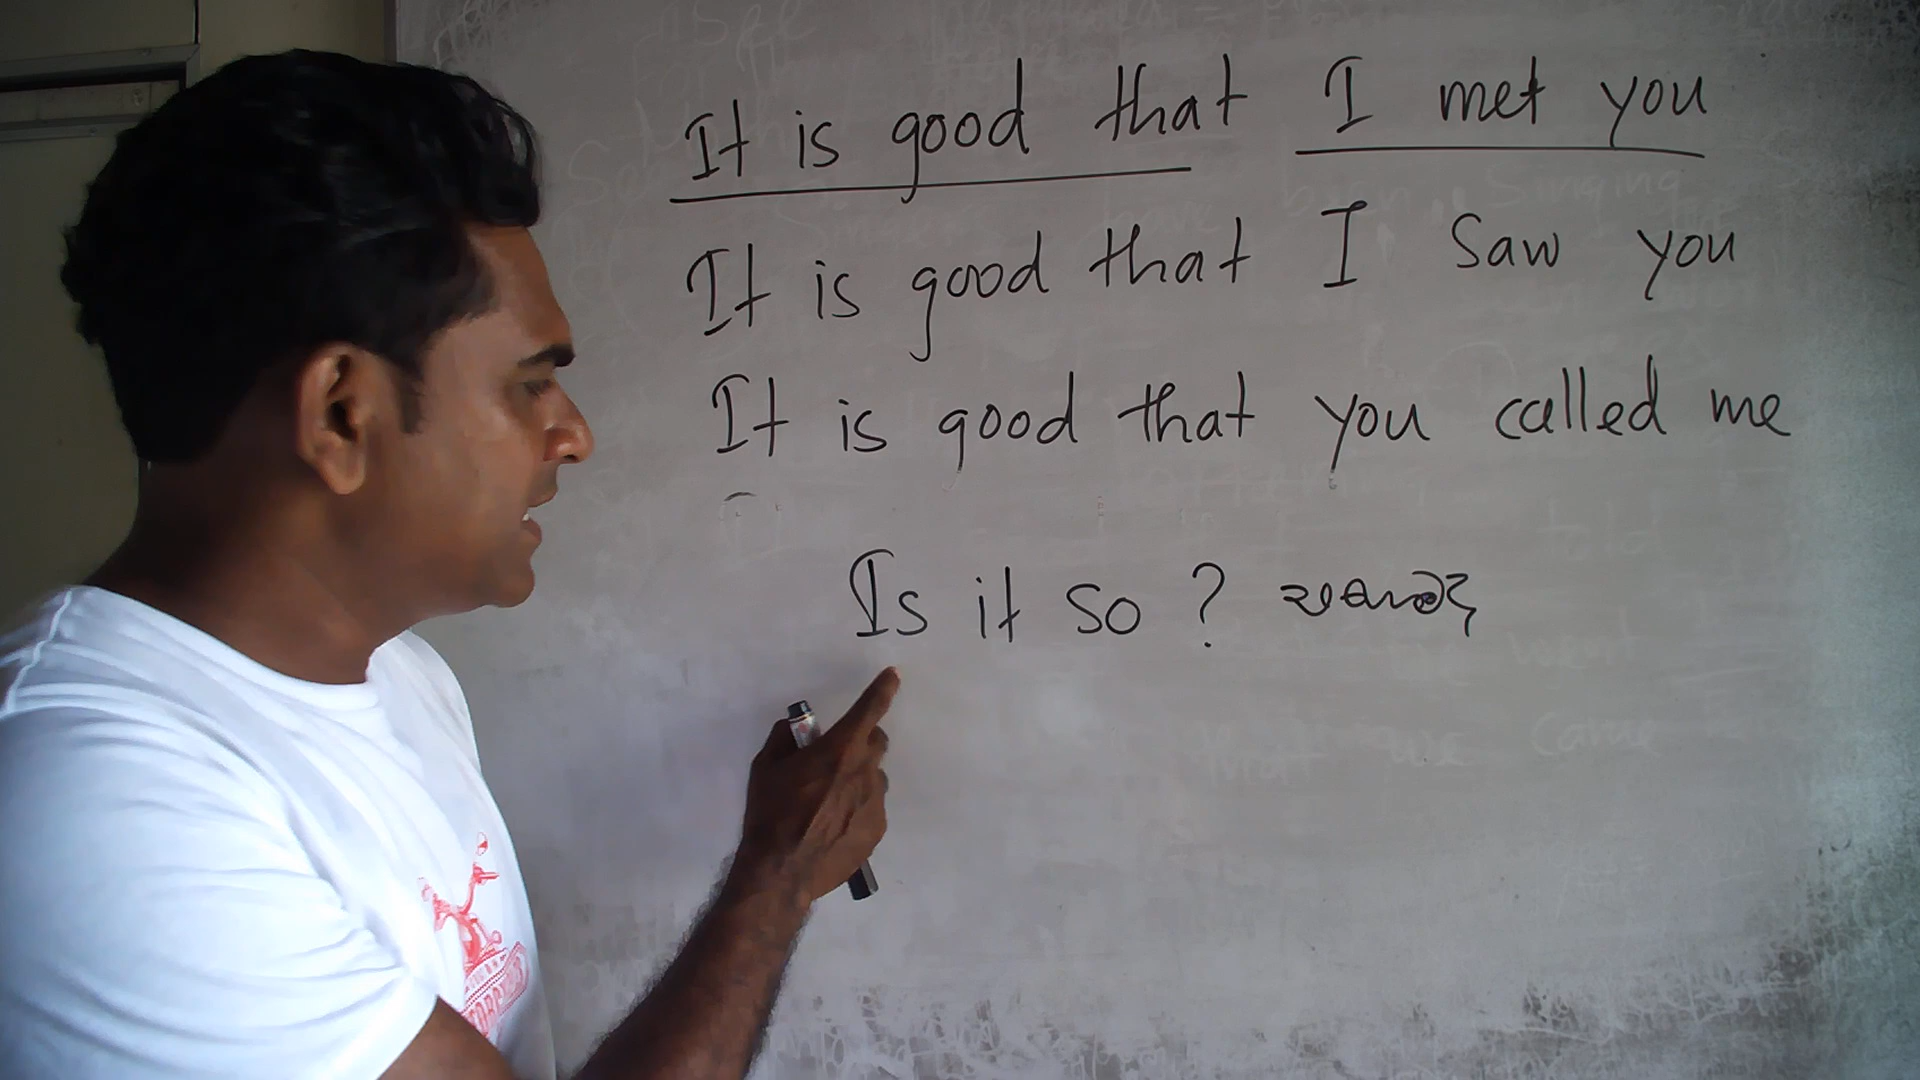 It is good that I met you
It is good that I saw you
It is good that you called me
Is it so?